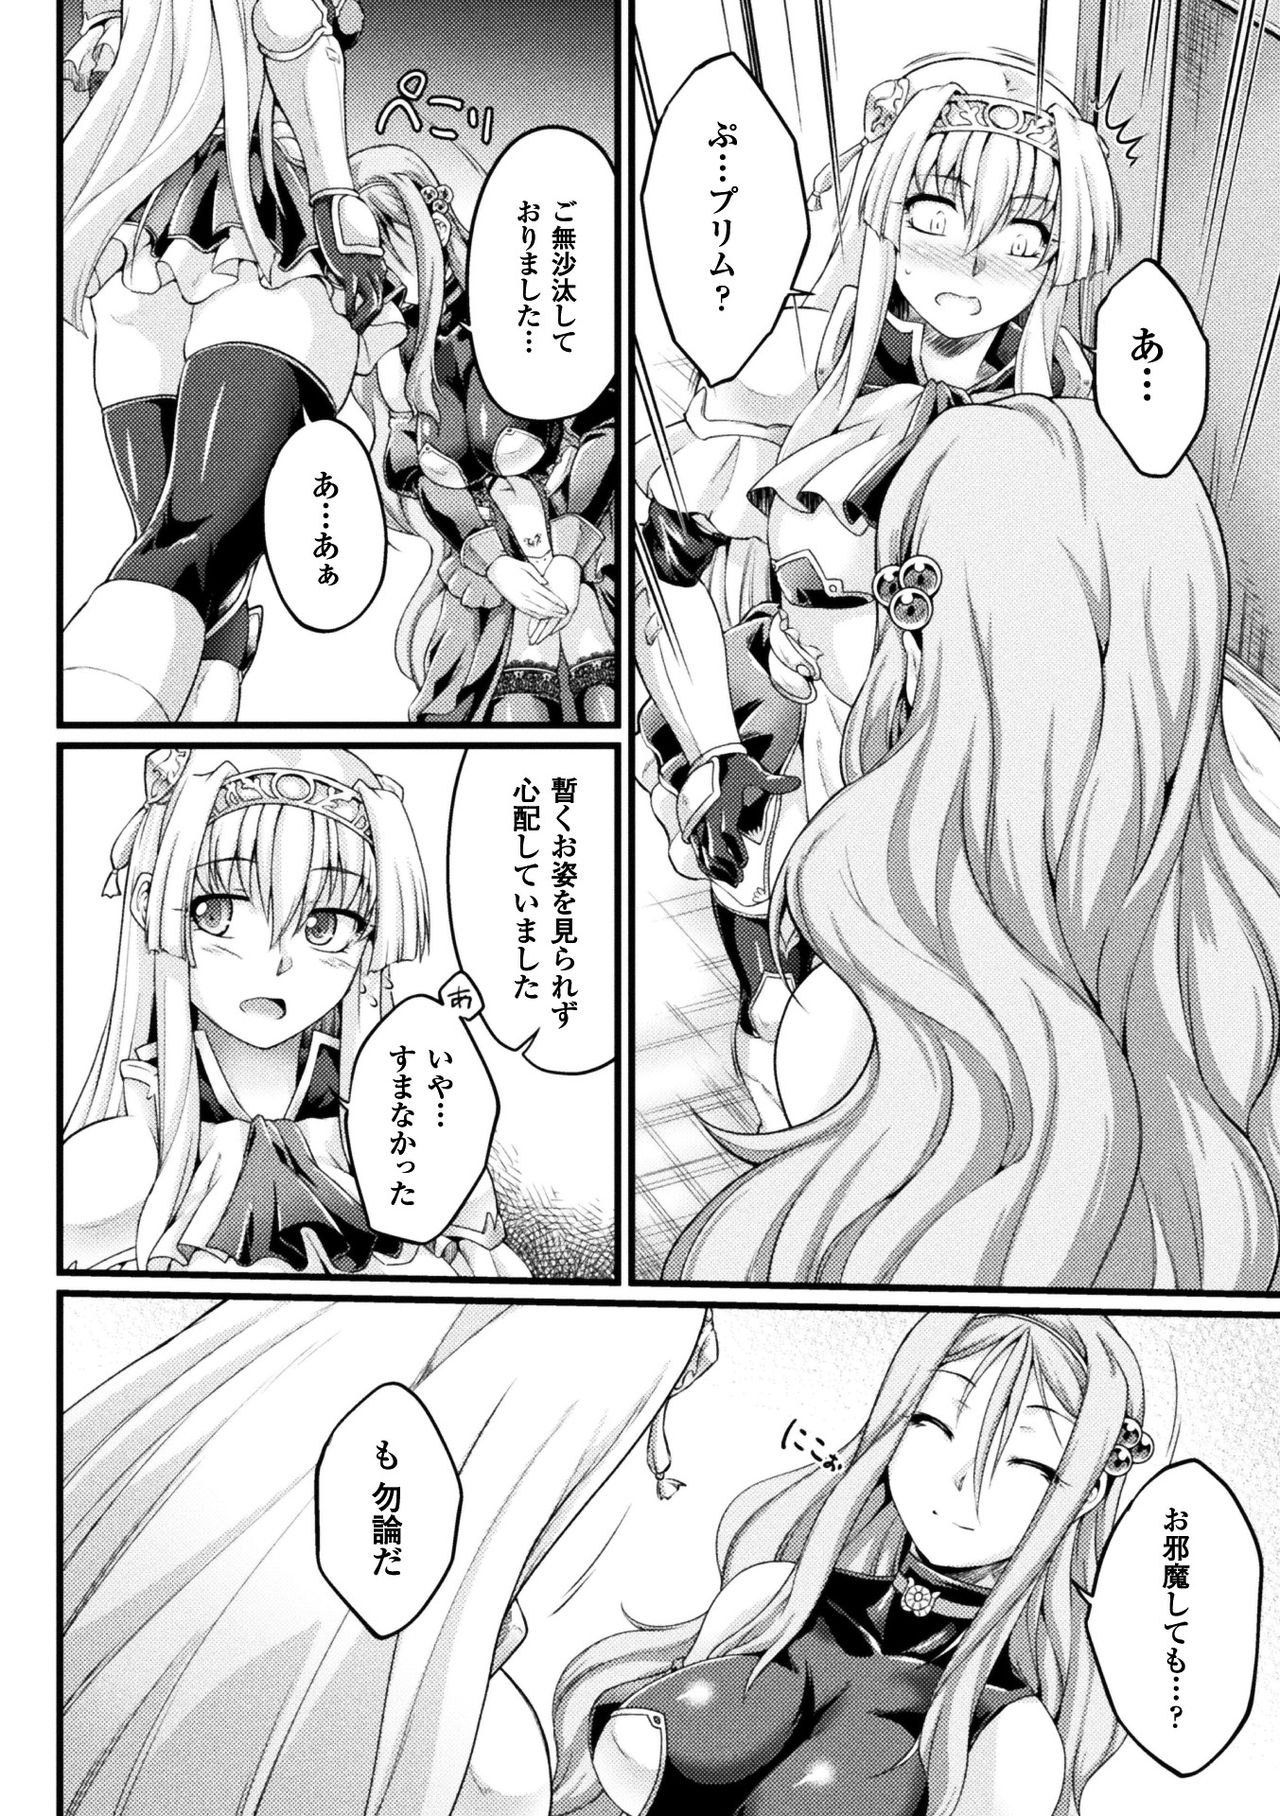 あ…
ぷ…プリム?
ぺこり
ご無沙汰して
おりました…
あ…あぁ
暫くお姿を見られず
心配していました
あ
いや…
すまなかった
お邪魔しても…?
にこぉ
も 勿論だ